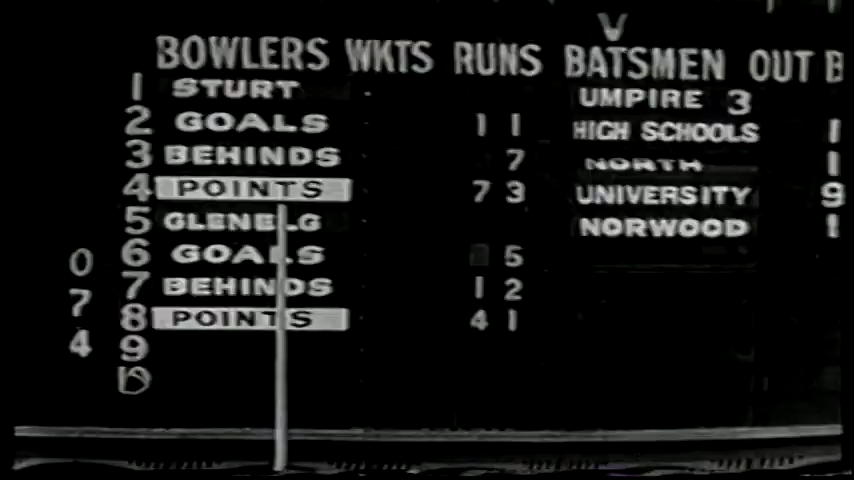 BOWLERS WKTS RUNS BATSMEN OUT B
1 STURT UMPIRE 3
2 GOALS 1 1 HIGH SCHOOLS 1
3 BEHINDS 7 NORTH 1
4 POINTS 7 3 UNIVERSITY 9
5 GLENELG NORWOOD 1
0 6 GOALS 5
7 7 BEHINDS 1 2
8 POINTS 4 1
4 9
10